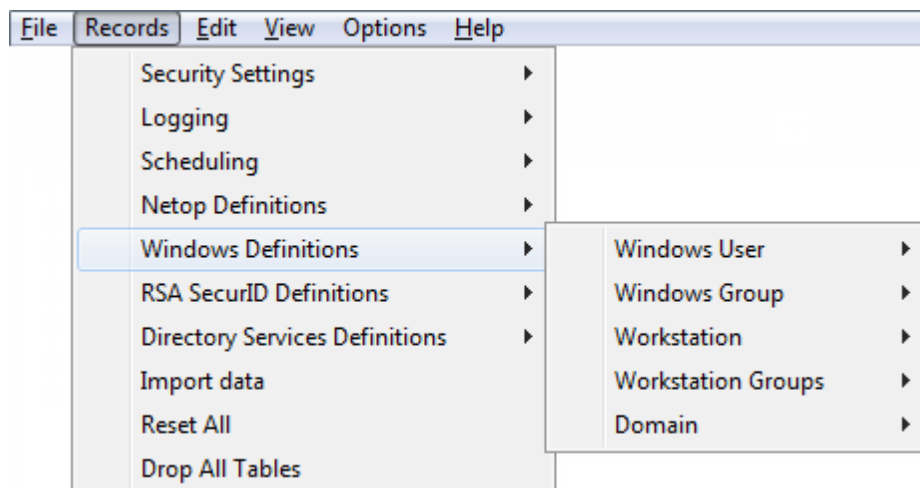 File Records Edit View Options Help
Security Settings
Logging
Scheduling
Netop Definitions
Windows Definitions
RSA SecurID Definitions
Directory Services Definitions
Import data
Reset All
Drop All Tables
Windows User
Windows Group
Workstation
Workstation Groups
Domain